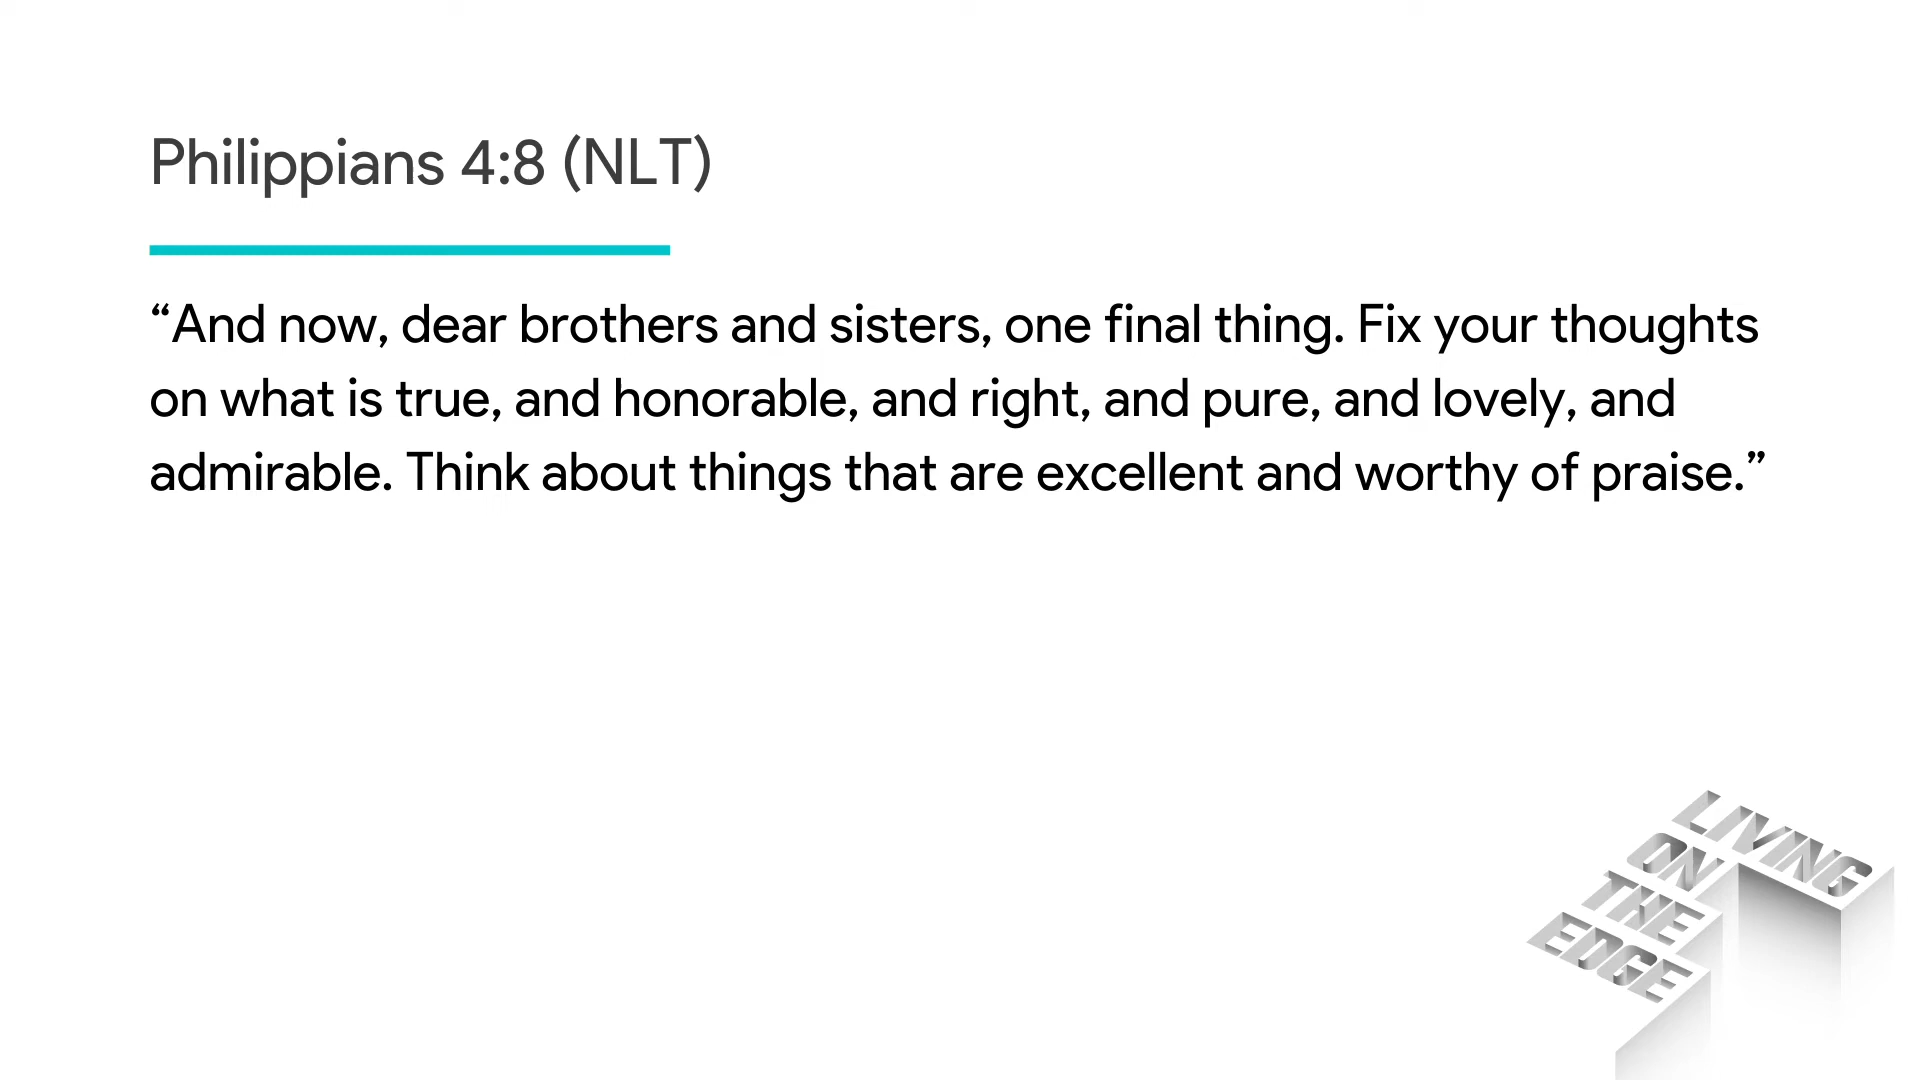 Philippians 4:8 (NLT)
“And now, dear brothers and sisters, one final thing. Fix your thoughts
on what is true, and honorable, and right, and pure, and lovely, and
admirable. Think about things that are excellent and worthy of praise.”
LIVING
ON
THE
EDGE